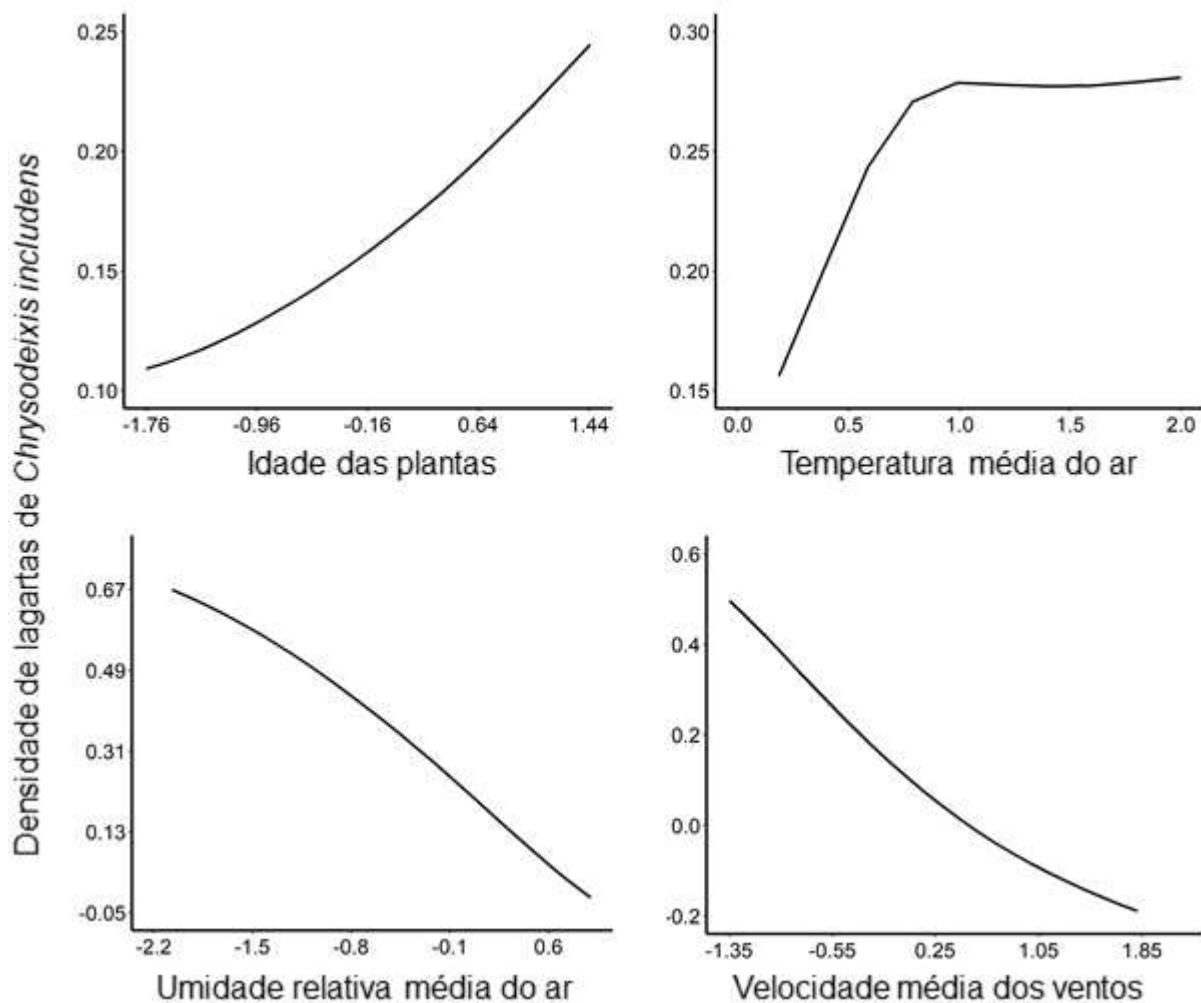 Densidade de lagartas de Chrysodeixis includens
0.25
0.20
0.15
0.10
-1.76 -0.96 -0.16 0.64 1.44
Idade das plantas
0.30
0.25
0.20
0.15
0.0 0.5 1.0 1.5 2.0
Temperatura média do ar
0.67
0.49
0.31
0.13
-0.05
-2.2 -1.5 -0.8 -0.1 0.6
Umidade relativa média do ar
0.6
0.4
0.2
0.0
-0.2
-1.35 -0.55 0.25 1.05 1.85
Velocidade média dos ventos